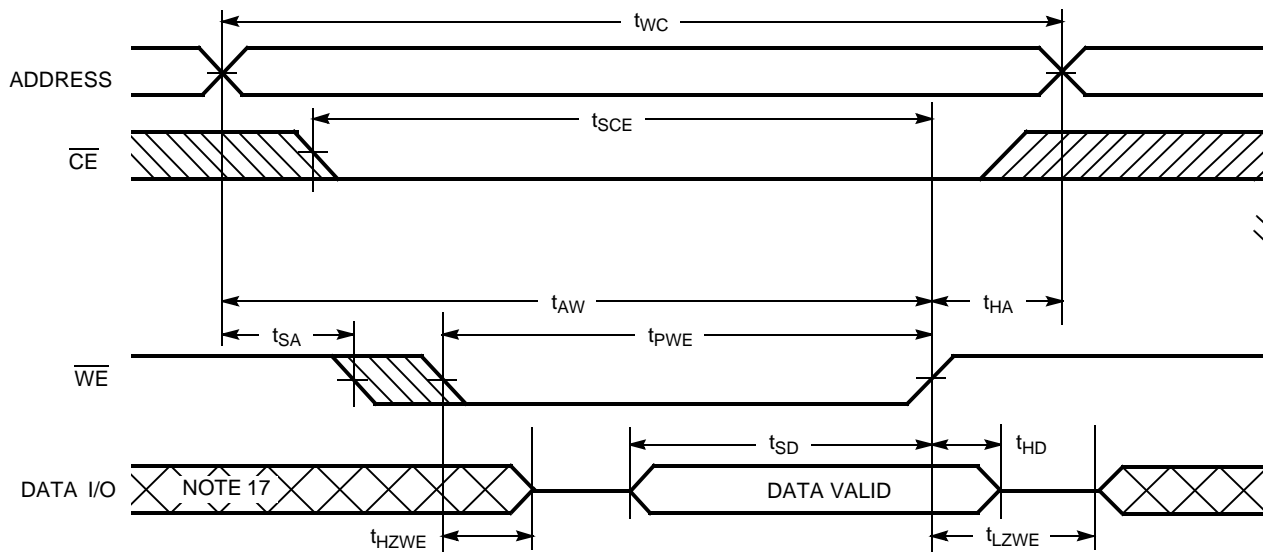 tWC
ADDRESS
tSCE
CE
tAW
tHA
tSA
tPWE
WE
tSD
tHD
DATA I/O
NOTE 17
DATA VALID
tHZWE
tLZWE